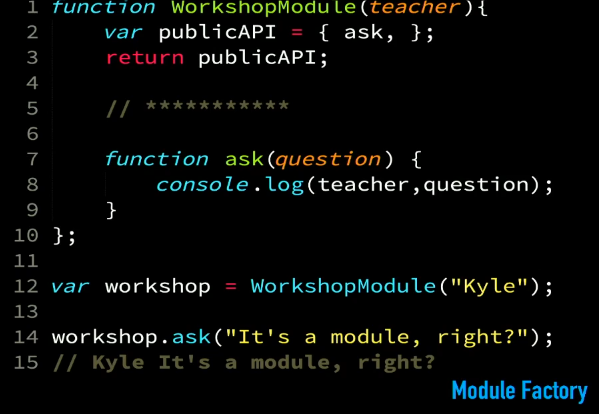 1 function WorkshopModule(teacher){
2     var publicAPI = { ask, };
3     return publicAPI;
4
5     // ***********
6
7     function ask(question) {
8         console.log(teacher,question);
9     }
10 };
11
12 var workshop = WorkshopModule("Kyle");
13
14 workshop.ask("It's a module, right?");
15 // Kyle It's a module, right?
Module Factory